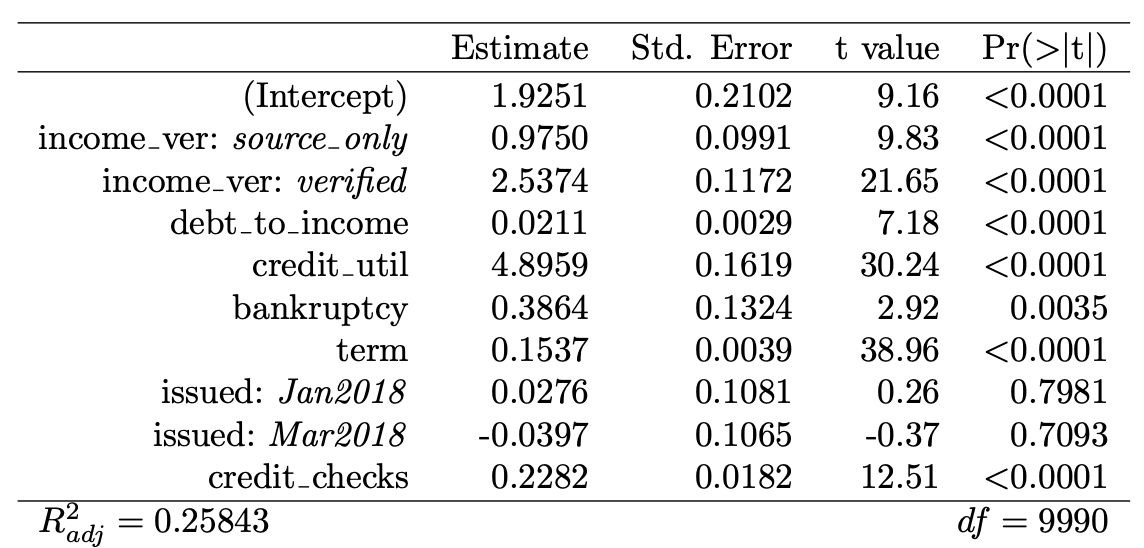 Estimate Std. Error t value Pr(>|t|)
(Intercept) 1.9251 0.2102 9.16 <0.0001
income_ver: source_only 0.9750 0.0991 9.83 <0.0001
income_ver: verified 2.5374 0.1172 21.65 <0.0001
debt_to_income 0.0211 0.0029 7.18 <0.0001
credit_util 4.8959 0.1619 30.24 <0.0001
bankruptcy 0.3864 0.1324 2.92 0.0035
term 0.1537 0.0039 38.96 <0.0001
issued: Jan2018 0.0276 0.1081 0.26 0.7981
issued: Mar2018 -0.0397 0.1065 -0.37 0.7093
credit_checks 0.2282 0.0182 12.51 <0.0001
R²adj = 0.25843 df = 9990